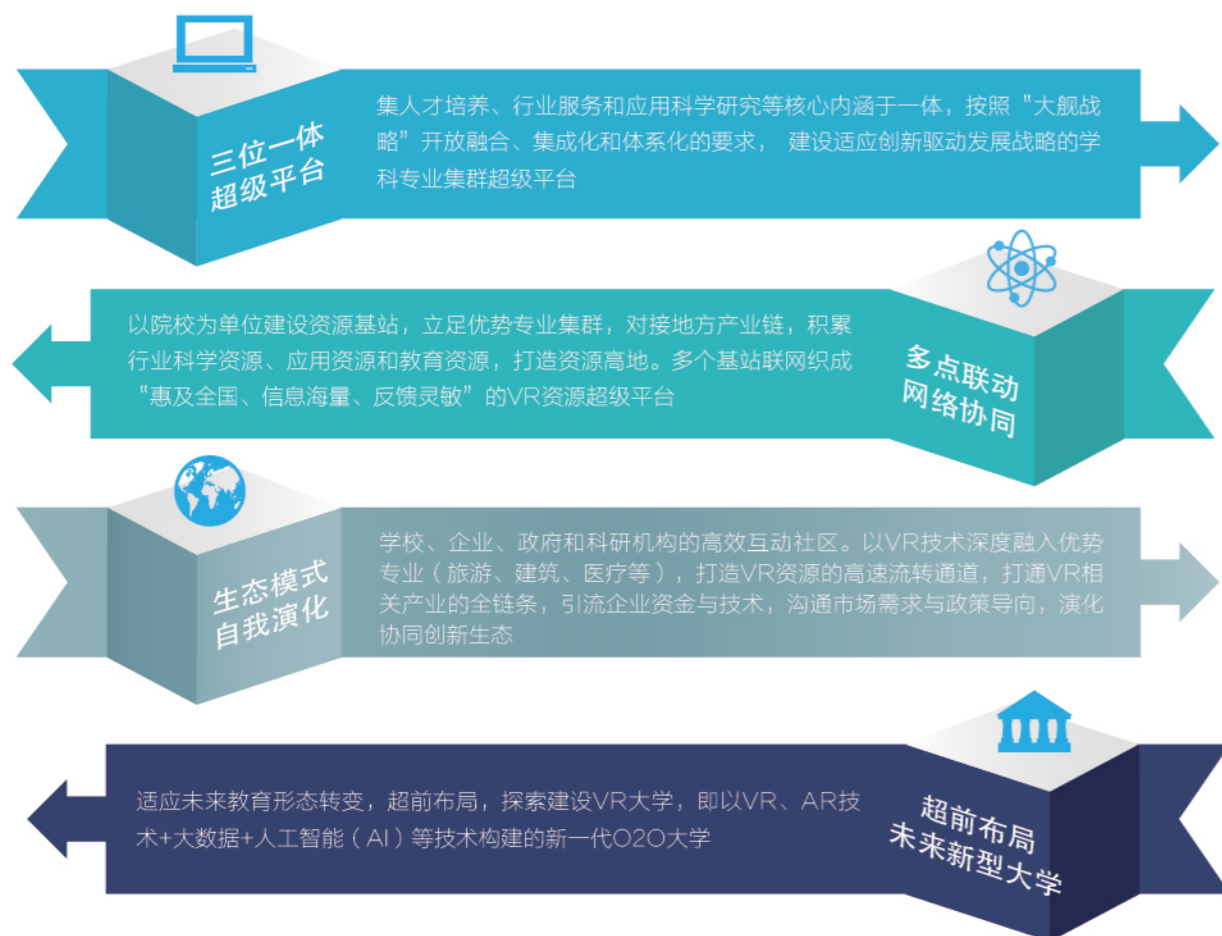 三位一体
超级平台
集人才培养、行业服务和应用科学研究等核心内涵于一体，按照“大舰战
略”开放融合、集成化和体系化的要求， 建设适应创新驱动发展战略的学
科专业集群超级平台
以院校为单位建设资源基站，立足优势专业集群，对接地方产业链，积累
行业科学资源、应用资源和教育资源，打造资源高地。多个基站联网织成
“惠及全国、信息海量、反馈灵敏”的VR资源超级平台
多点联动
网络协同
生态模式
自我演化
学校、企业、政府和科研机构的高效互动社区。以VR技术深度融入优势
专业（旅游、建筑、医疗等），打造VR资源的高速流转通道，打通VR相
关产业的全链条，引流企业资金与技术，沟通市场需求与政策导向，演化
协同创新生态
适应未来教育形态转变，超前布局，探索建设VR大学，即以VR、AR技
术+大数据+人工智能（AI）等技术构建的新一代O2O大学
超前布局
未来新型大学